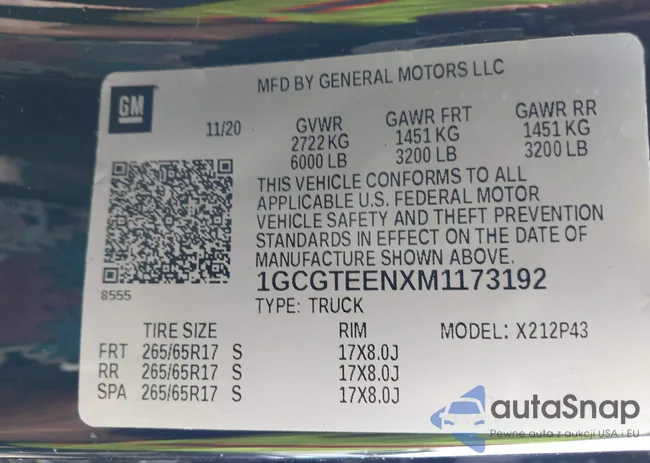 MFD BY GENERAL MOTORS LLC
GM
11/20 GVWR GAWR FRT GAWR RR
2722 KG 1451 KG 1451 KG
6000 LB 3200 LB 3200 LB
THIS VEHICLE CONFORMS TO ALL
APPLICABLE U.S. FEDERAL MOTOR
VEHICLE SAFETY AND THEFT PREVENTION
STANDARDS IN EFFECT ON THE DATE OF
MANUFACTURE SHOWN ABOVE.
8555
1GCGTEENXM1173192
TYPE: TRUCK
TIRE SIZE RIM MODEL: X212P43
FRT 265/65R17 S 17X8.0J
RR 265/65R17 S 17X8.0J
SPA 265/65R17 S 17X8.0J
autaSnap
Pewne auto z aukcji USA i EU